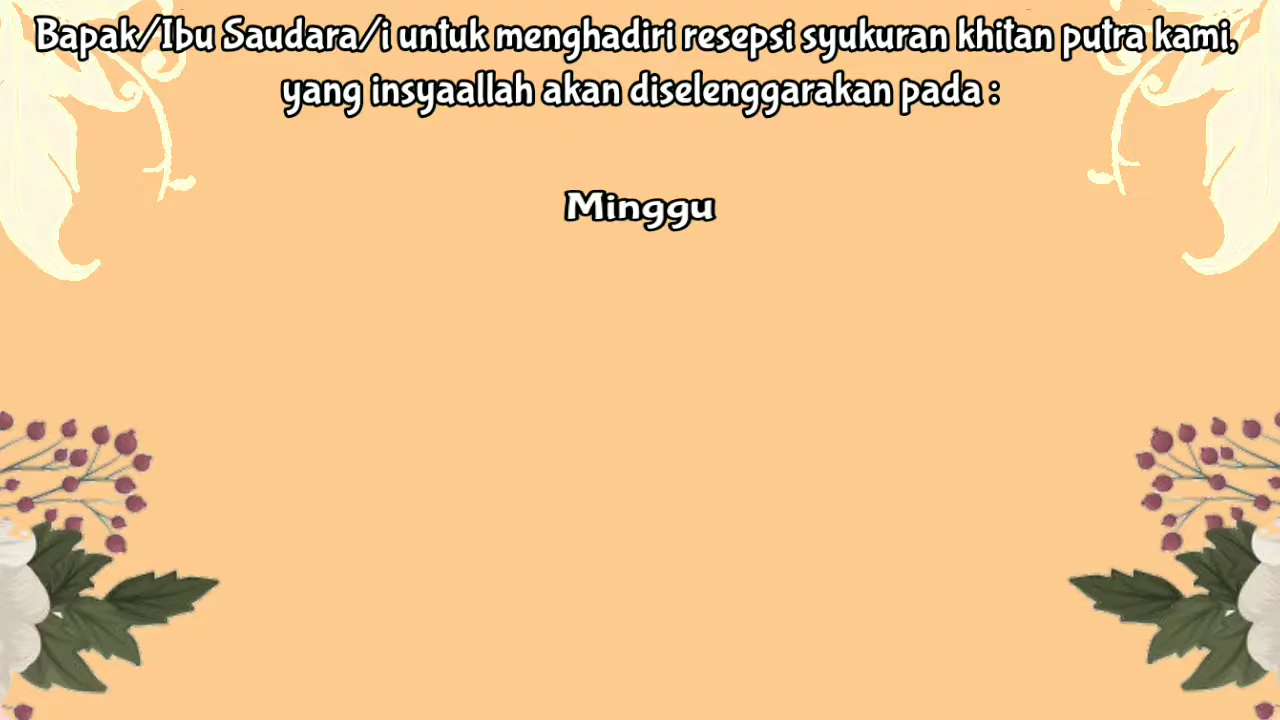 Bapak/Ibu Saudara/i untuk menghadiri resepsi syukuran khitan putra kami,
yang insyaallah akan diselenggarakan pada :
Minggu